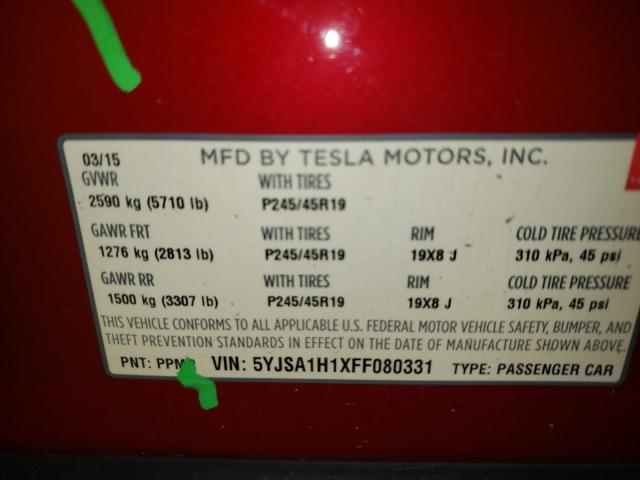 03/15 MFD BY TESLA MOTORS, INC.
GVWR WITH TIRES
2590 kg (5710 lb) P245/45R19
GAWR FRT WITH TIRES RIM COLD TIRE PRESSURE
1276 kg (2813 lb) P245/45R19 19X8 J 310 kPa, 45 psi
GAWR RR WITH TIRES RIM COLD TIRE PRESSURE
1500 kg (3307 lb) P245/45R19 19X8 J 310 kPa, 45 psi
THIS VEHICLE CONFORMS TO ALL APPLICABLE U.S. FEDERAL MOTOR VEHICLE SAFETY, BUMPER, AND
THEFT PREVENTION STANDARDS IN EFFECT ON THE DATE OF MANUFACTURE SHOWN ABOVE.
PNT: VIN: 5YJSA1H1XFF080331 TYPE: PASSENGER CAR